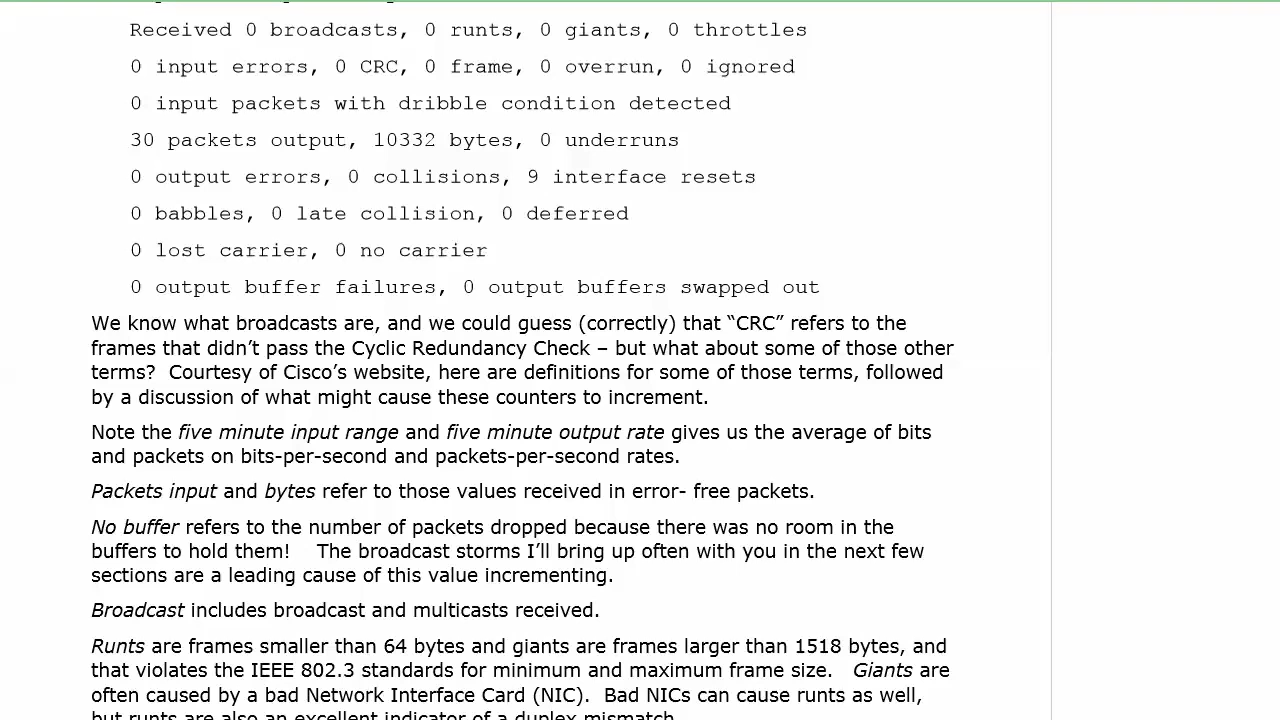 Received 0 broadcasts, 0 runts, 0 giants, 0 throttles
0 input errors, 0 CRC, 0 frame, 0 overrun, 0 ignored
0 input packets with dribble condition detected
30 packets output, 10332 bytes, 0 underruns
0 output errors, 0 collisions, 9 interface resets
0 babbles, 0 late collision, 0 deferred
0 lost carrier, 0 no carrier
0 output buffer failures, 0 output buffers swapped out
We know what broadcasts are, and we could guess (correctly) that “CRC” refers to the
frames that didn’t pass the Cyclic Redundancy Check – but what about some of those other
terms?  Courtesy of Cisco’s website, here are definitions for some of those terms, followed
by a discussion of what might cause these counters to increment.
Note the five minute input range and five minute output rate gives us the average of bits
and packets on bits-per-second and packets-per-second rates.
Packets input and bytes refer to those values received in error- free packets.
No buffer refers to the number of packets dropped because there was no room in the
buffers to hold them!   The broadcast storms I’ll bring up often with you in the next few
sections are a leading cause of this value incrementing.
Broadcast includes broadcast and multicasts received.
Runts are frames smaller than 64 bytes and giants are frames larger than 1518 bytes, and
that violates the IEEE 802.3 standards for minimum and maximum frame size.   Giants are
often caused by a bad Network Interface Card (NIC).  Bad NICs can cause runts as well,
but runts are also an excellent indicator of a duplex mismatch.